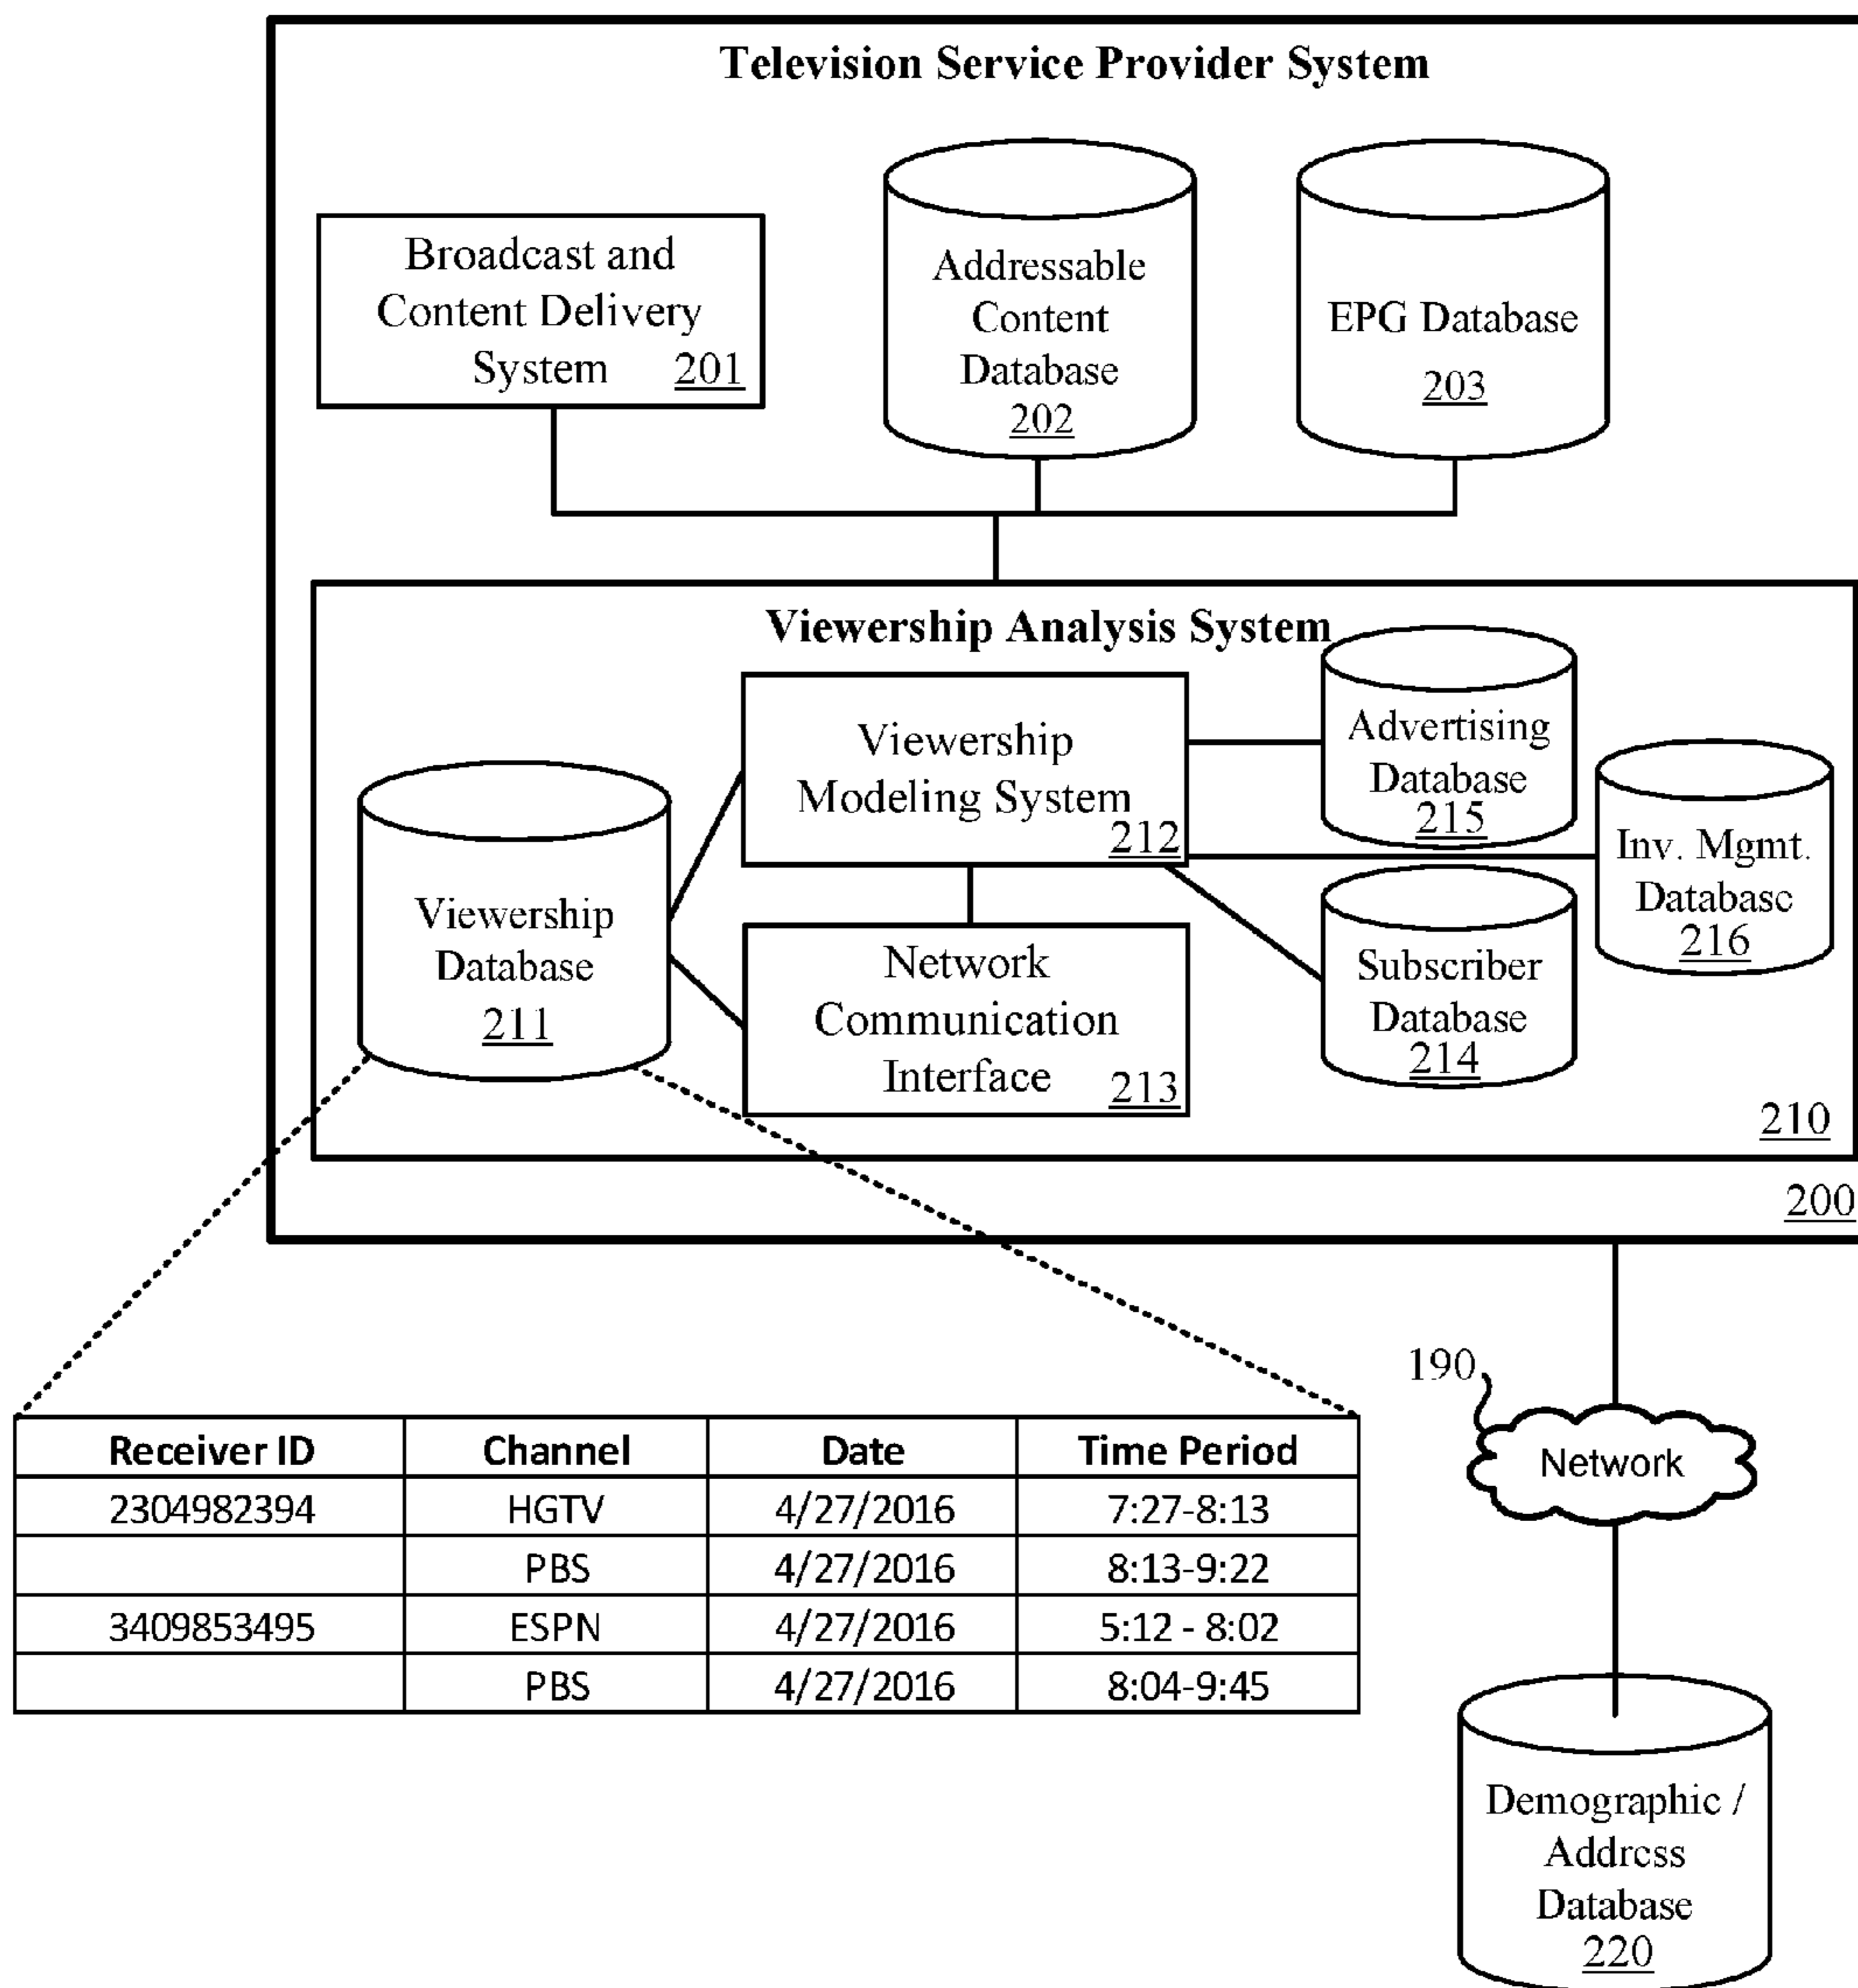 Television Service Provider System
Broadcast and
Content Delivery
System 201
Addressable
Content
Database
202
EPG Database
203
Viewership Analysis System
Viewership
Database
211
Viewership
Modeling System
212
Network
Communication
Interface 213
Advertising
Database
215
Inv. Mgmt.
Database
216
Subscriber
Database
214
210
200
190
Network
Receiver ID Channel Date Time Period
2304982394 HGTV 4/27/2016 7:27-8:13
PBS 4/27/2016 8:13-9:22
3409853495 ESPN 4/27/2016 5:12 - 8:02
PBS 4/27/2016 8:04-9:45
Demographic /
Address
Database
220